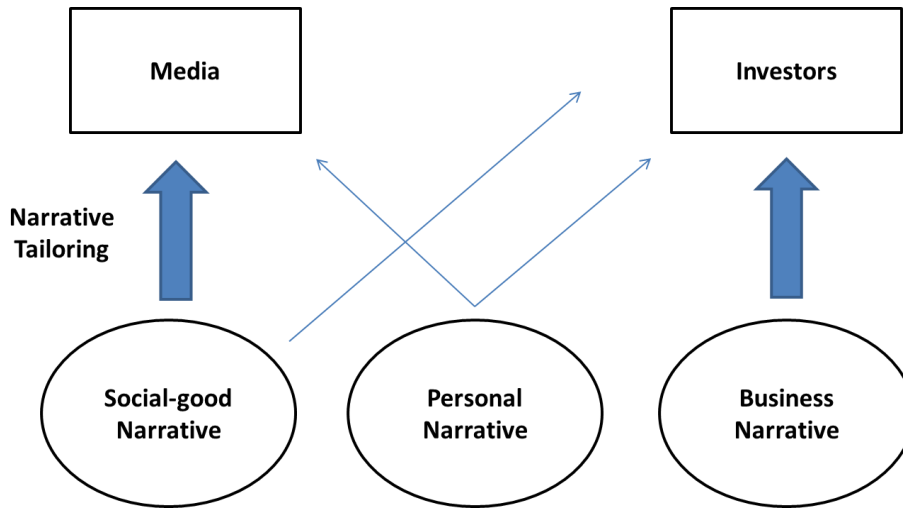 Media
Investors
Narrative
Tailoring
Social-good
Narrative
Personal
Narrative
Business
Narrative